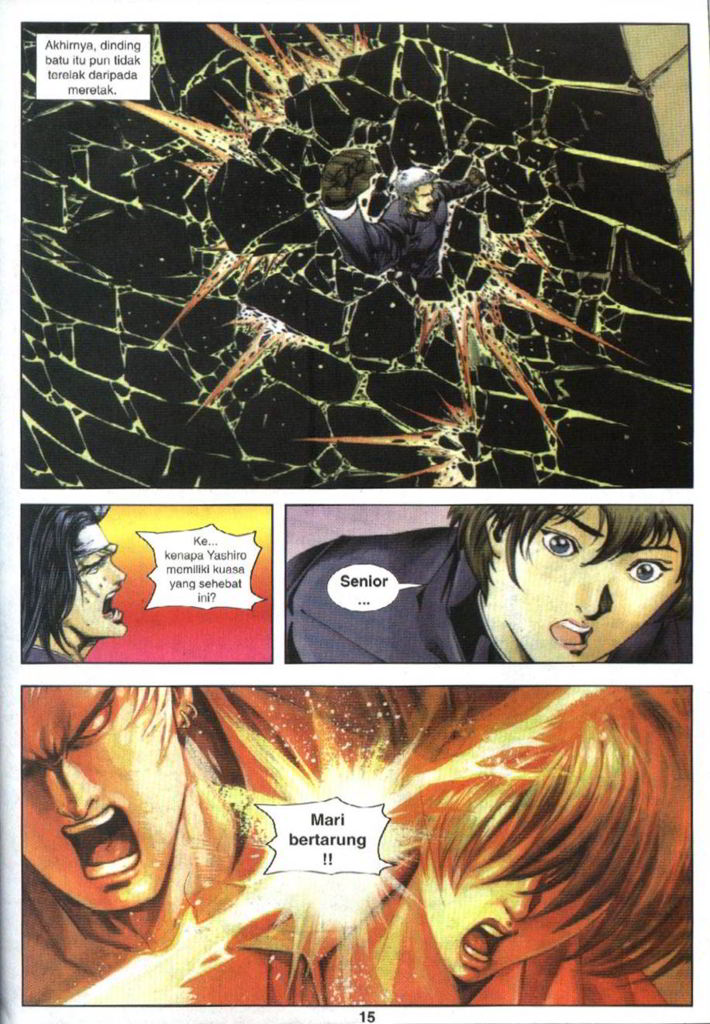 Akhirnya, dinding
batu itu pun tidak
terelak daripada
meretak.
Ke...
kenapa Yashiro
memiliki kuasa
yang sehebat
ini?
Senior
...
Mari
bertarung
!!
15